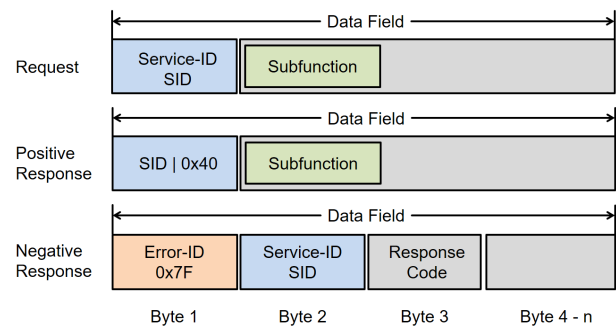 Data Field
Request
Service-ID
SID
Subfunction
Data Field
Positive
Response
SID | 0x40
Subfunction
Data Field
Negative
Response
Error-ID
0x7F
Service-ID
SID
Response
Code
Byte 1
Byte 2
Byte 3
Byte 4 - n